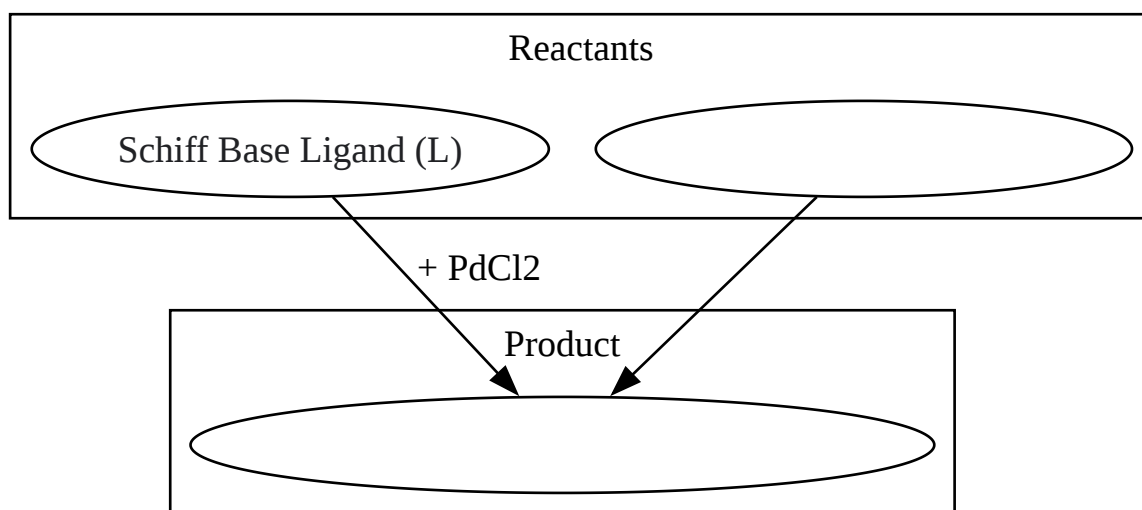 Reactants
Schiff Base Ligand (L)
+ PdCl2
Product